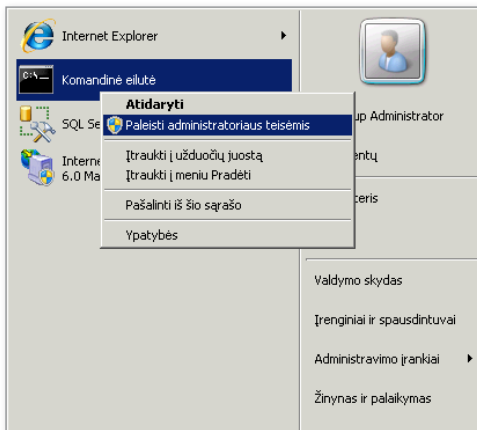 Internet Explorer
Komandinė eilutė
Atidaryti
SQL Se
Paleisti administratoriaus teisėmis
up Administrator
Įtraukti į užduočių juostą
entų
Interne
6.0 Ma
Įtraukti į meniu Pradėti
Pašalinti iš šio sąrašo
teris
Ypatybės
Valdymo skydas
Įrenginiai ir spausdintuvai
Administravimo įrankiai
Žinynas ir palaikymas